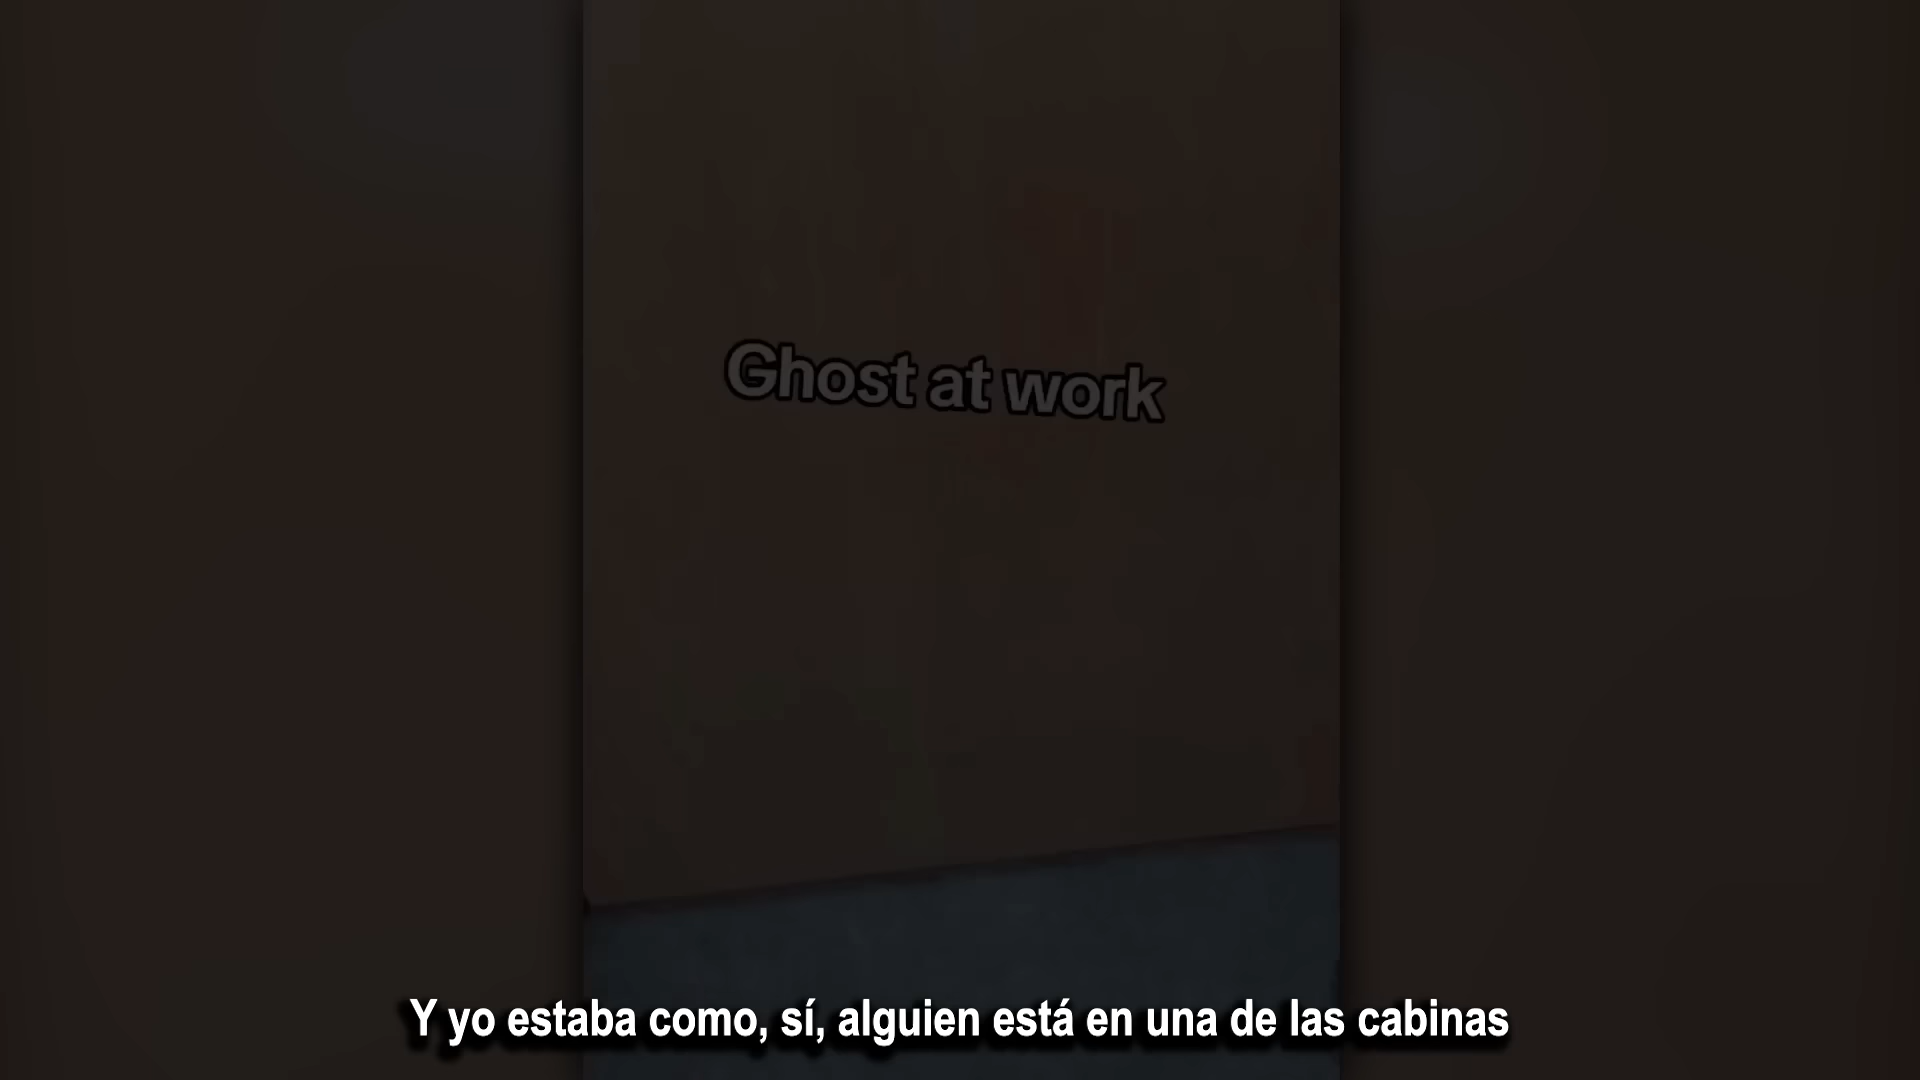 Ghost at work
Y yo estaba como, sí, alguien está en una de las cabinas